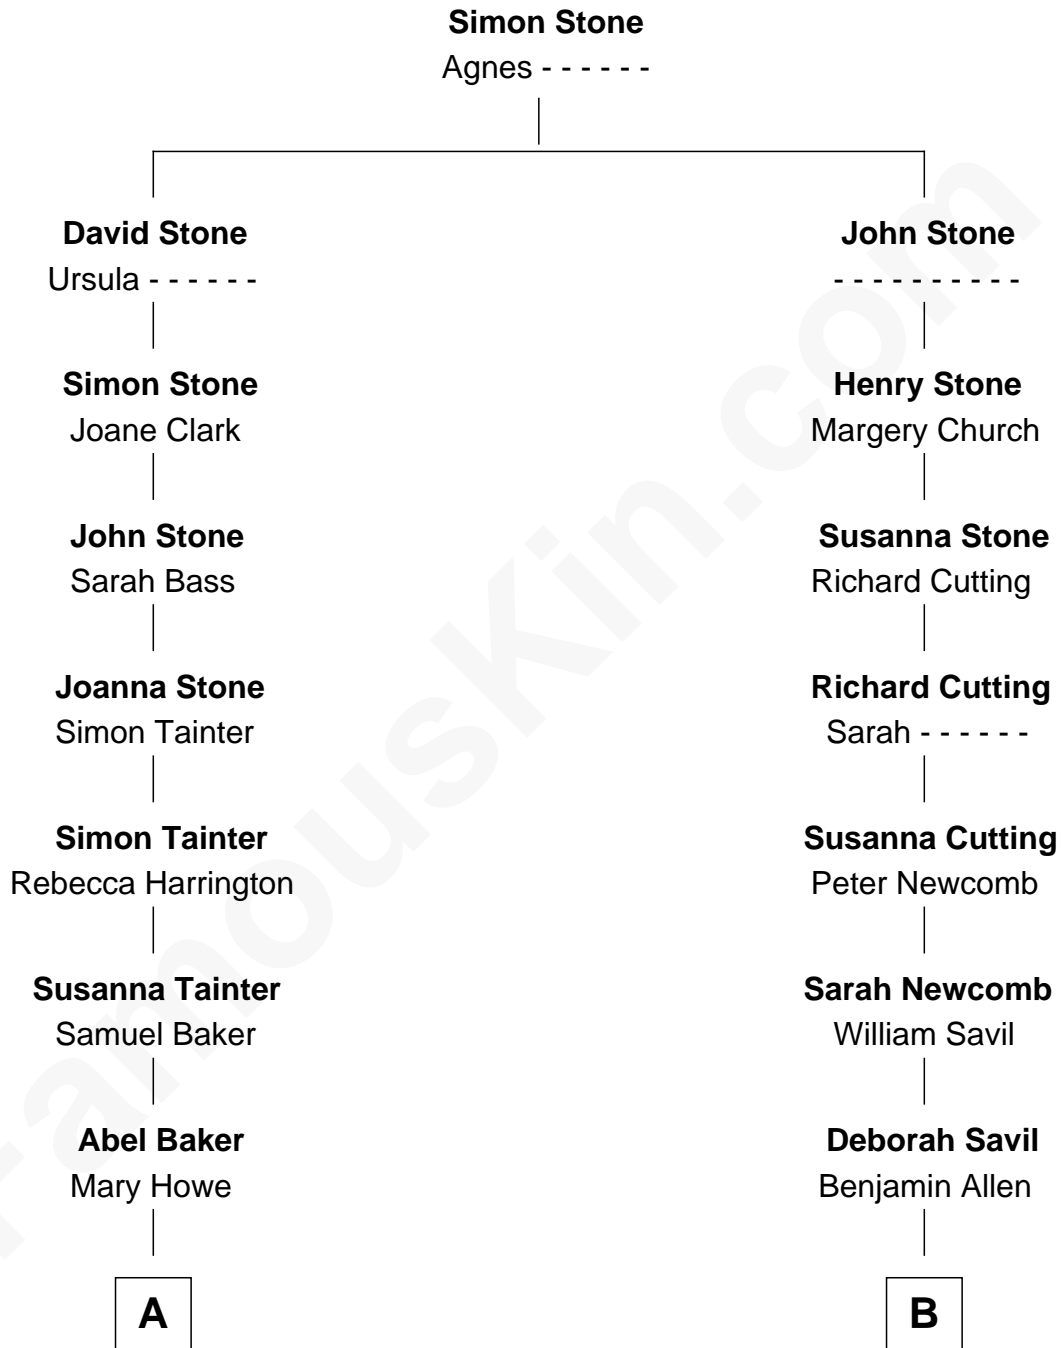 Simon Stone
Agnes - - - - - -
David Stone
Ursula - - - - - -
John Stone
- - - - - - - - - -
Simon Stone
Joane Clark
Henry Stone
Margery Church
John Stone
Sarah Bass
Susanna Stone
Richard Cutting
Joanna Stone
Simon Tainter
Richard Cutting
Sarah - - - - - -
Simon Tainter
Rebecca Harrington
Susanna Cutting
Peter Newcomb
Susanna Tainter
Samuel Baker
Sarah Newcomb
William Savil
Abel Baker
Mary Howe
Deborah Savil
Benjamin Allen
A
B
FamousKin.com